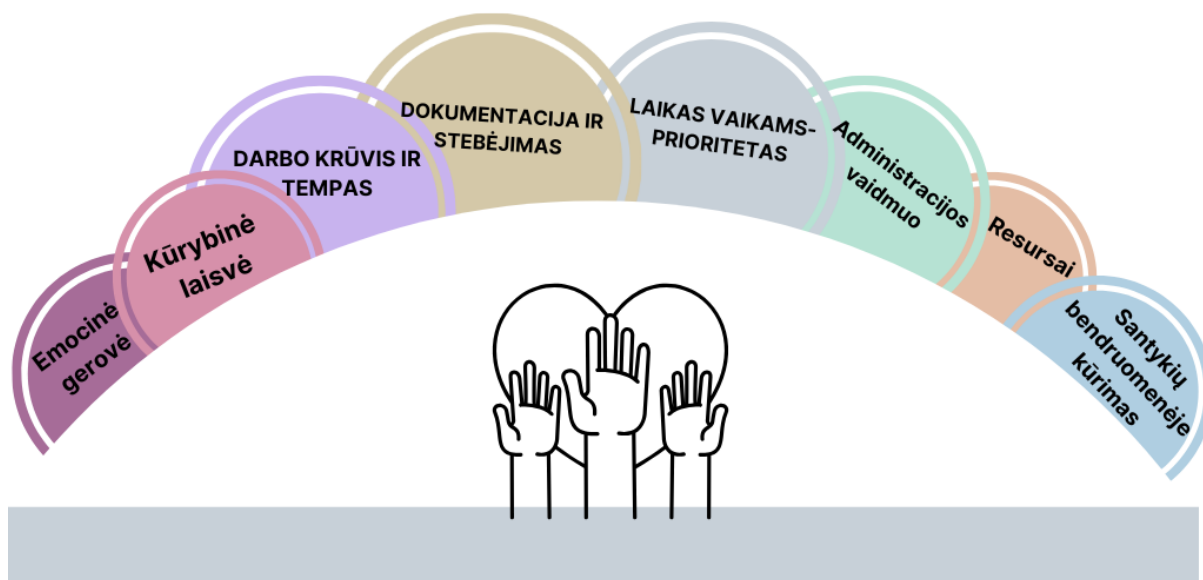 Emocinė
gerovė
Kūrybinė
laisvė
DARBO KRŪVIS IR
TEMPAS
DOKUMENTACIJA IR
STEBĖJIMAS
LAIKAS VAIKAMS-
PRIORITETAS
Administracijos
vaidmuo
Resursai
Santykių
bendruomenėje
kūrimas